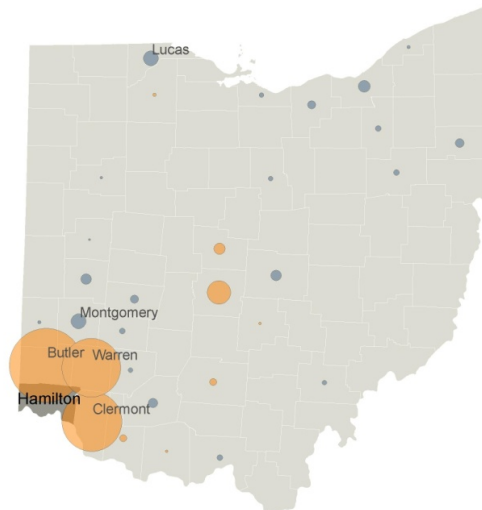 Lucas
Montgomery
Butler
Warren
Hamilton
Clermont